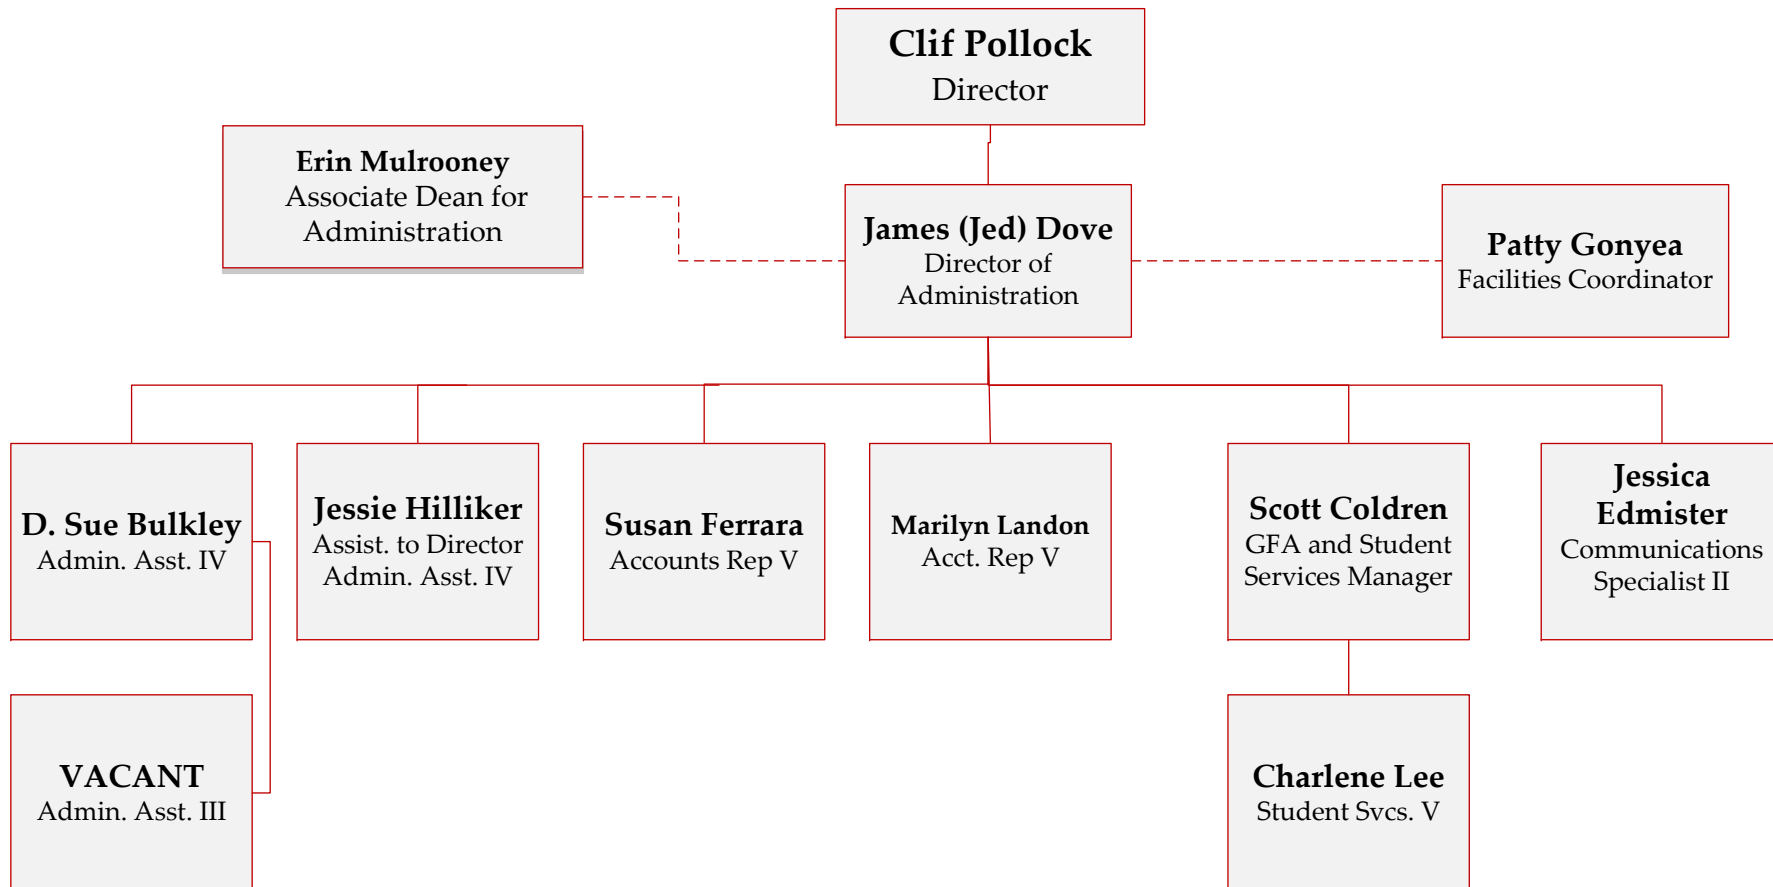 Clif Pollock
Director
Erin Mulrooney
Associate Dean for
Administration
James (Jed) Dove
Director of
Administration
Patty Gonyea
Facilities Coordinator
D. Sue Bulkley
Admin. Asst. IV
Jessie Hilliker
Assist. to Director
Admin. Asst. IV
Susan Ferrara
Accounts Rep V
Marilyn Landon
Acct. Rep V
Scott Coldren
GFA and Student
Services Manager
Jessica
Edmister
Communications
Specialist II
VACANT
Admin. Asst. III
Charlene Lee
Student Svcs. V